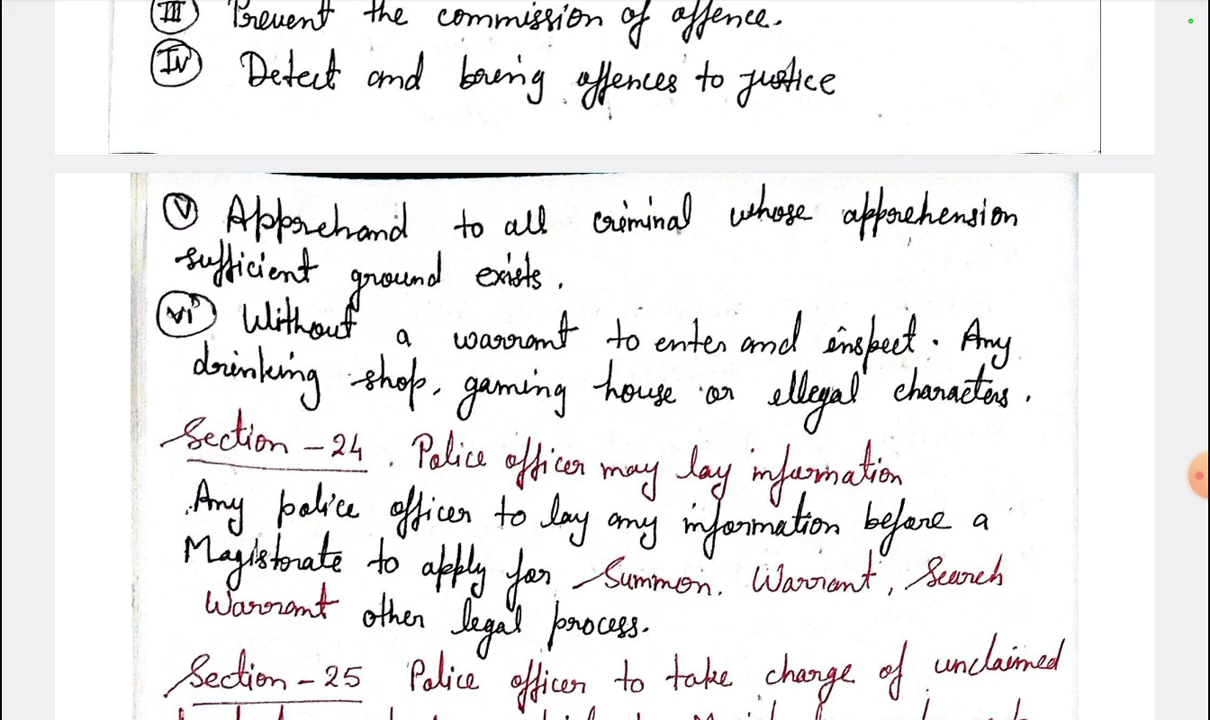 III Prevent the commission of offence.
IV Detect and bring offences to justice
V Apprehand to all criminal whose apprehension
sufficient ground exists.
VI Without a warrant to enter and inspect. Any
drinking shop, gaming house or illegal characters.
Section - 24. Police officer may lay information
Any police officer to lay any information before a
Magistrate to apply for Summon, Warrant, Search
Warrant other legal process.
Section - 25 Police officer to take charge of unclaimed